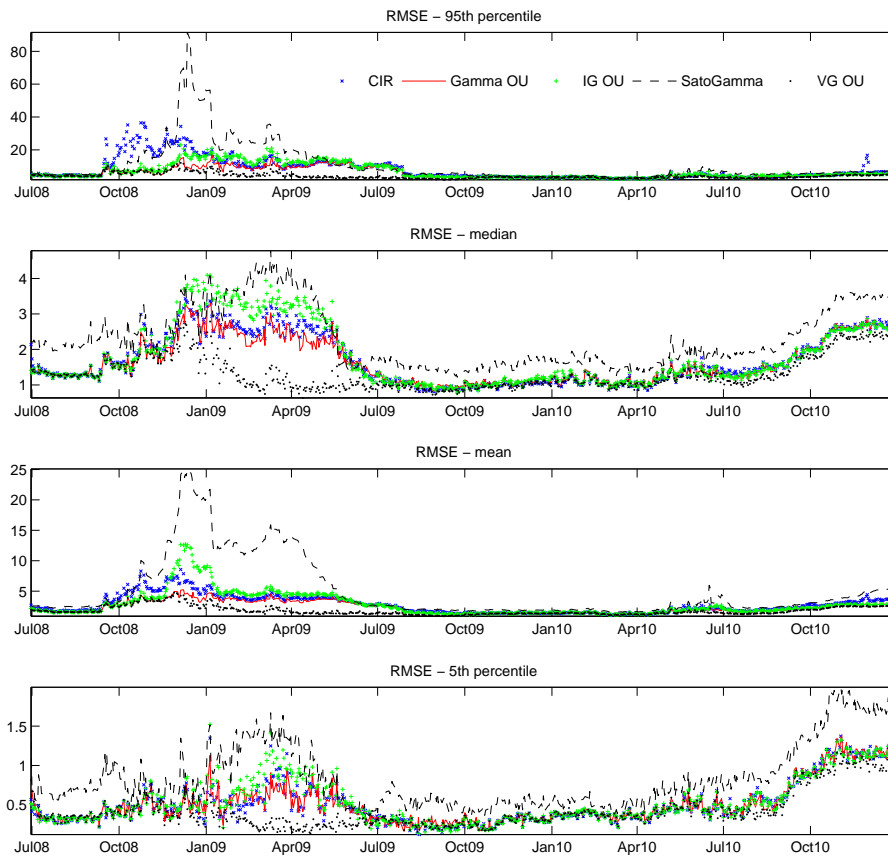 RMSE − 95th percentile
80
60
40
20
CIR Gamma OU IG OU SatoGamma VG OU
Jul08 Oct08 Jan09 Apr09 Jul09 Oct09 Jan10 Apr10 Jul10 Oct10
RMSE − median
4
3
2
1
Jul08 Oct08 Jan09 Apr09 Jul09 Oct09 Jan10 Apr10 Jul10 Oct10
RMSE − mean
25
20
15
10
5
Jul08 Oct08 Jan09 Apr09 Jul09 Oct09 Jan10 Apr10 Jul10 Oct10
RMSE − 5th percentile
1.5
1
0.5
Jul08 Oct08 Jan09 Apr09 Jul09 Oct09 Jan10 Apr10 Jul10 Oct10